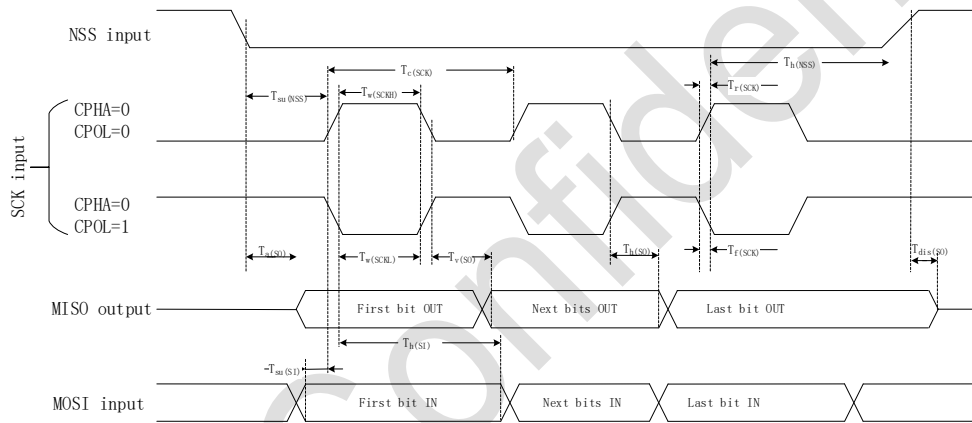 NSS input
Tc(SCK)
Th(NSS)
Tsu(NSS)
Tw(SCKH)
Tr(SCK)
SCK input
CPHA=0
CPOL=0
CPHA=0
CPOL=1
Ta(SO)
Tw(SCKL)
Tv(SO)
Th(SO)
Tf(SCK)
Tdis(SO)
MISO output
First bit OUT
Next bits OUT
Last bit OUT
Th(SI)
Tsu(SI)
MOSI input
First bit IN
Next bits IN
Last bit IN